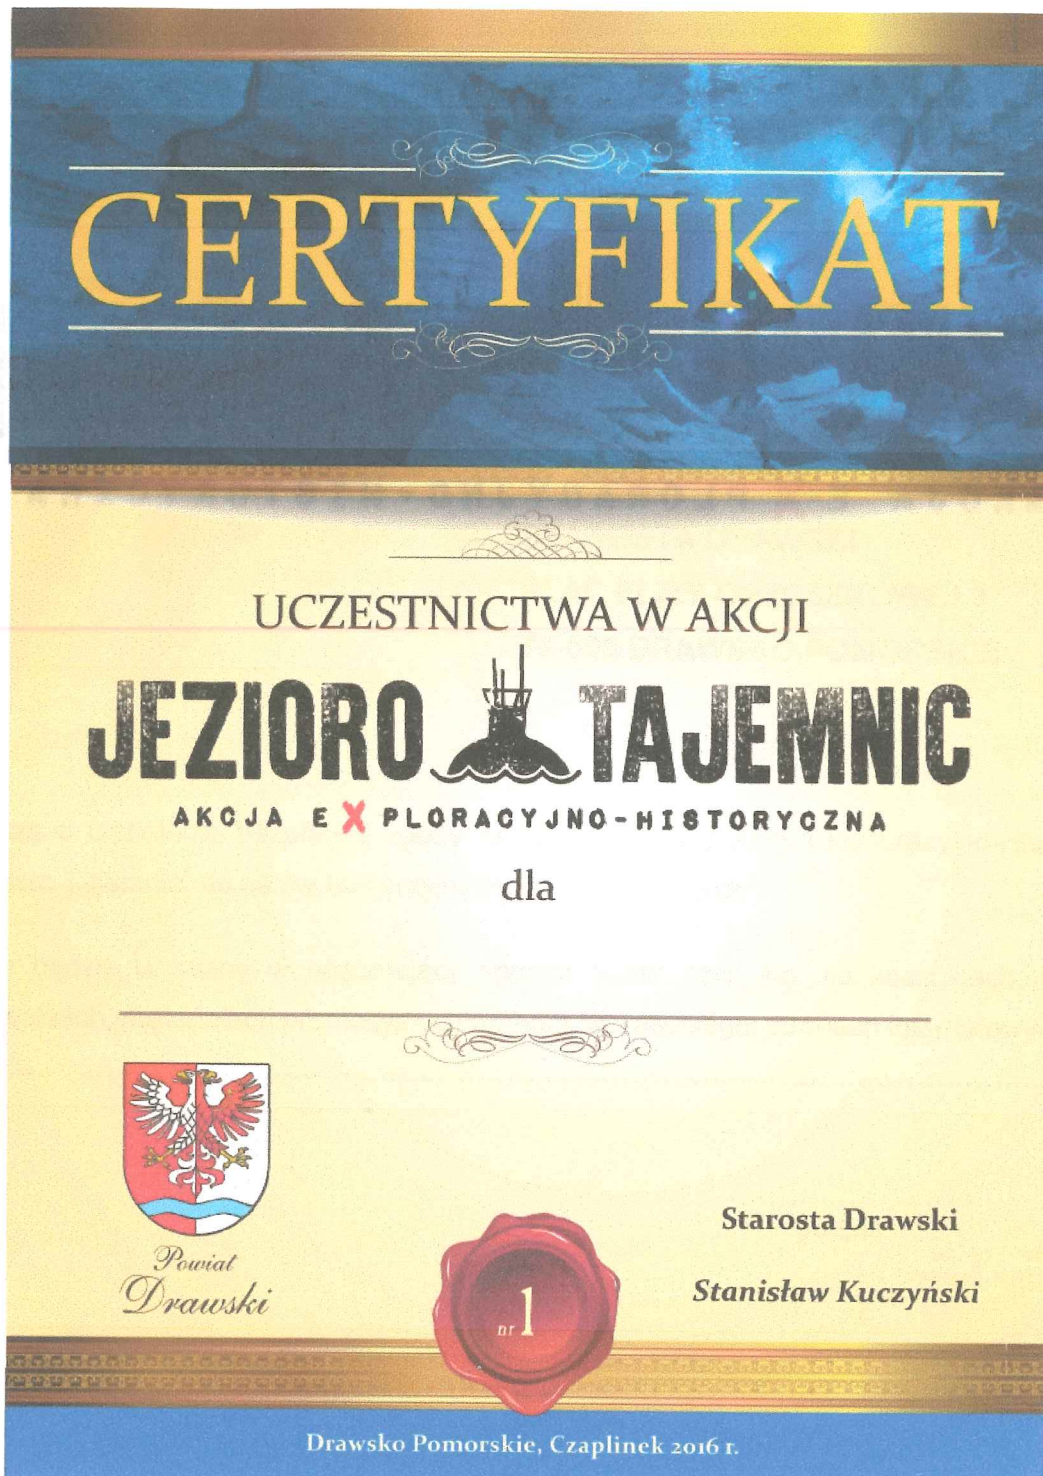 CERTYFIKAT
UCZESTNICTWA W AKCJI
JEZIORO TAJEMNIC
AKCJA EXPLORACYJNO-HISTORYCZNA
dla
Powiat
Drawski
Starosta Drawski
Stanisław Kuczyński
nr 1
Drawsko Pomorskie, Czaplinek 2016 r.